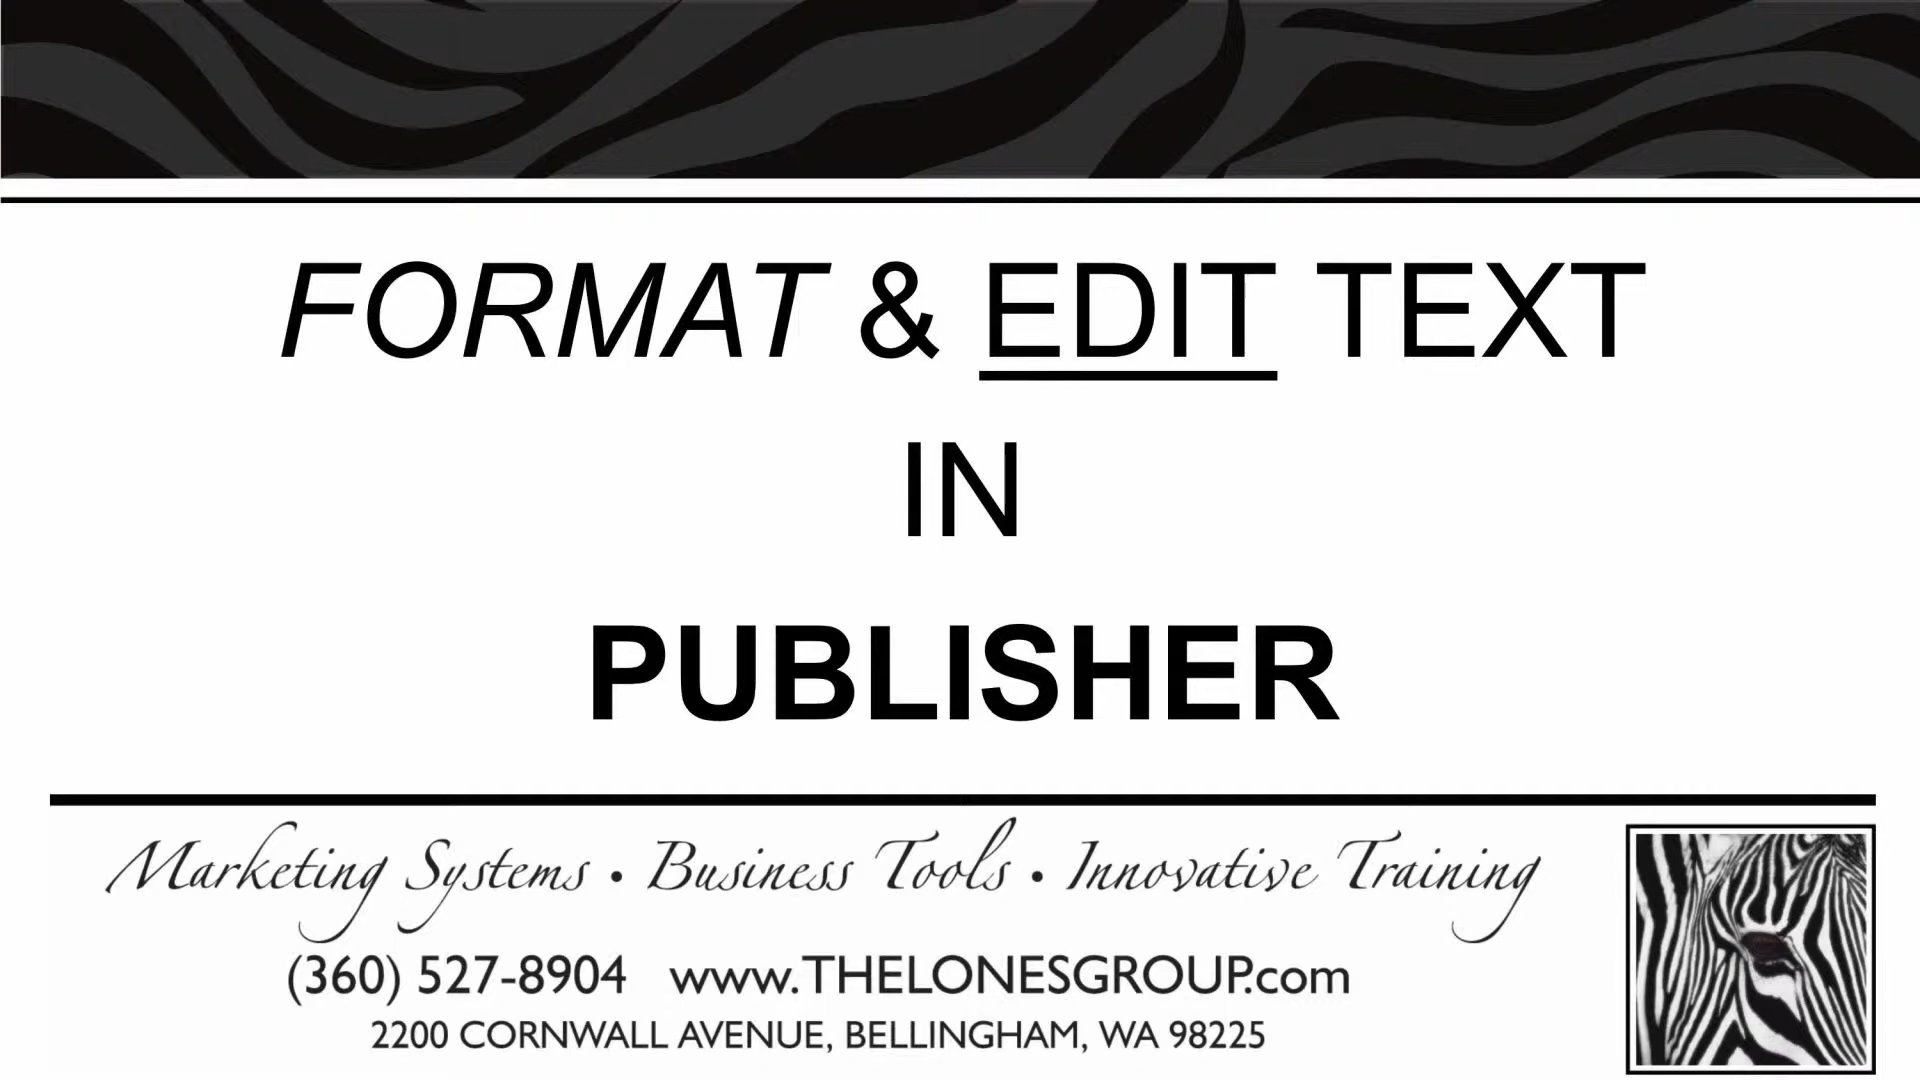 FORMAT & EDIT TEXT
IN
PUBLISHER
Marketing Systems • Business Tools • Innovative Training
(360) 527-8904 www.THELONESGROUP.com
2200 CORNWALL AVENUE, BELLINGHAM, WA 98225